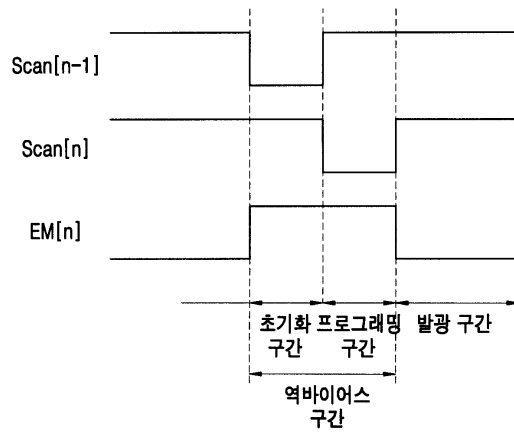 Scan[n-1]
Scan[n]
EM[n]
초기화 프로그래밍 발광 구간
구간 구간
역바이어스
구간